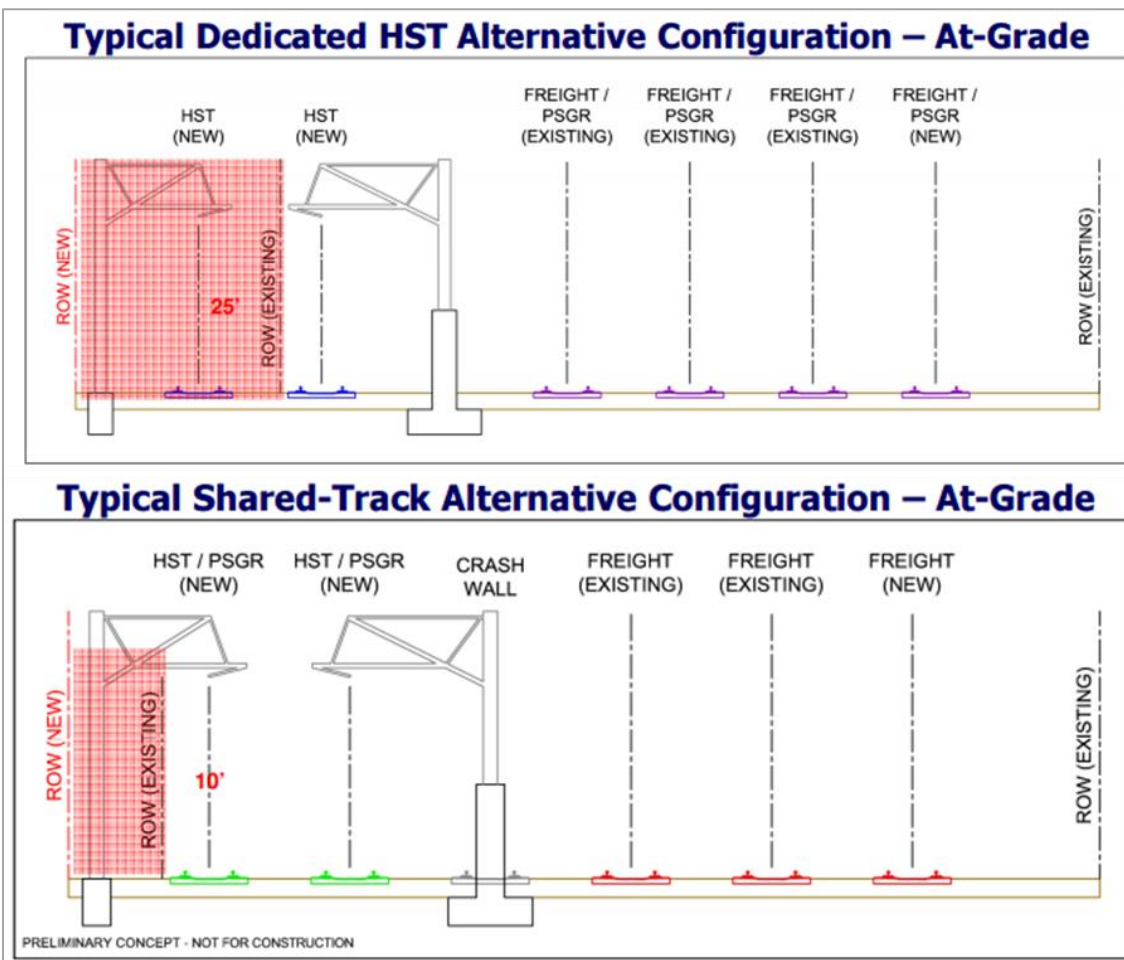 Typical Dedicated HST Alternative Configuration – At-Grade
HST
(NEW)
HST
(NEW)
FREIGHT /
PSGR
(EXISTING)
FREIGHT /
PSGR
(EXISTING)
FREIGHT /
PSGR
(EXISTING)
FREIGHT /
PSGR
(NEW)
ROW (NEW)
25'
ROW (EXISTING)
ROW (EXISTING)
Typical Shared-Track Alternative Configuration – At-Grade
HST / PSGR
(NEW)
HST / PSGR
(NEW)
CRASH
WALL
FREIGHT
(EXISTING)
FREIGHT
(EXISTING)
FREIGHT
(NEW)
ROW (NEW)
ROW (EXISTING)
10'
ROW (EXISTING)
PRELIMINARY CONCEPT - NOT FOR CONSTRUCTION